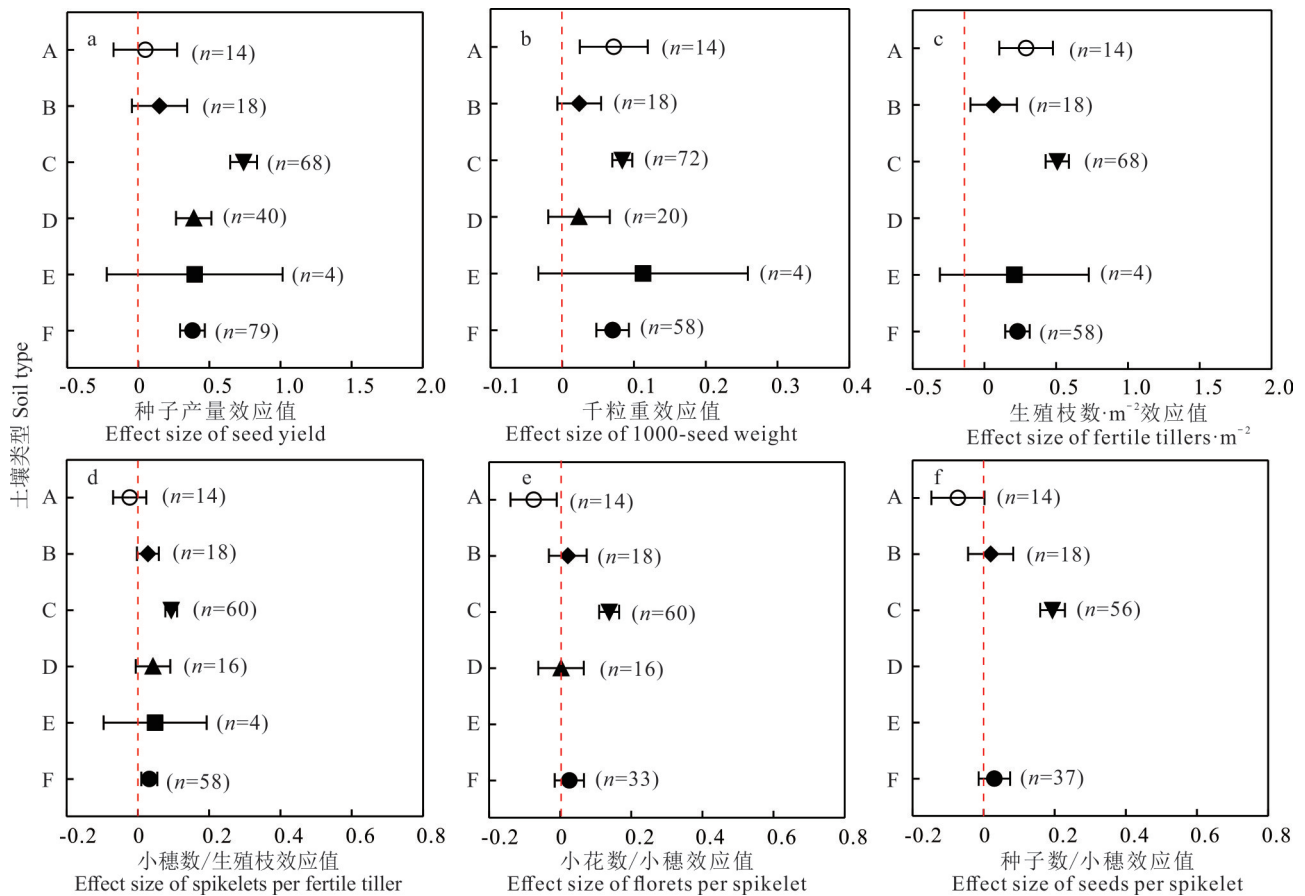 土壤类型 Soil type
a
A
(n=14)
B
(n=18)
C
(n=68)
D
(n=40)
E
(n=4)
F
(n=79)
-0.5 0 0.5 1.0 1.5 2.0
种子产量效应值
Effect size of seed yield
b
A
(n=14)
B
(n=18)
C
(n=72)
D
(n=20)
E
(n=4)
F
(n=58)
-0.1 0 0.1 0.2 0.3 0.4
千粒重效应值
Effect size of 1000-seed weight
c
A
(n=14)
B
(n=18)
C
(n=68)
D
E
(n=4)
F
(n=58)
-0.5 0 0.5 1.0 1.5 2.0
生殖枝数·m⁻²效应值
Effect size of fertile tillers·m⁻²
d
A
(n=14)
B
(n=18)
C
(n=60)
D
(n=16)
E
(n=4)
F
(n=58)
-0.2 0 0.2 0.4 0.6 0.8
小穗数/生殖枝效应值
Effect size of spikelets per fertile tiller
e
A
(n=14)
B
(n=18)
C
(n=60)
D
(n=16)
E
F
(n=33)
-0.2 0 0.2 0.4 0.6 0.8
小花数/小穗效应值
Effect size of florets per spikelet
f
A
(n=14)
B
(n=18)
C
(n=56)
D
E
F
(n=37)
-0.2 0 0.2 0.4 0.6 0.8
种子数/小穗效应值
Effect size of seeds per spikelet